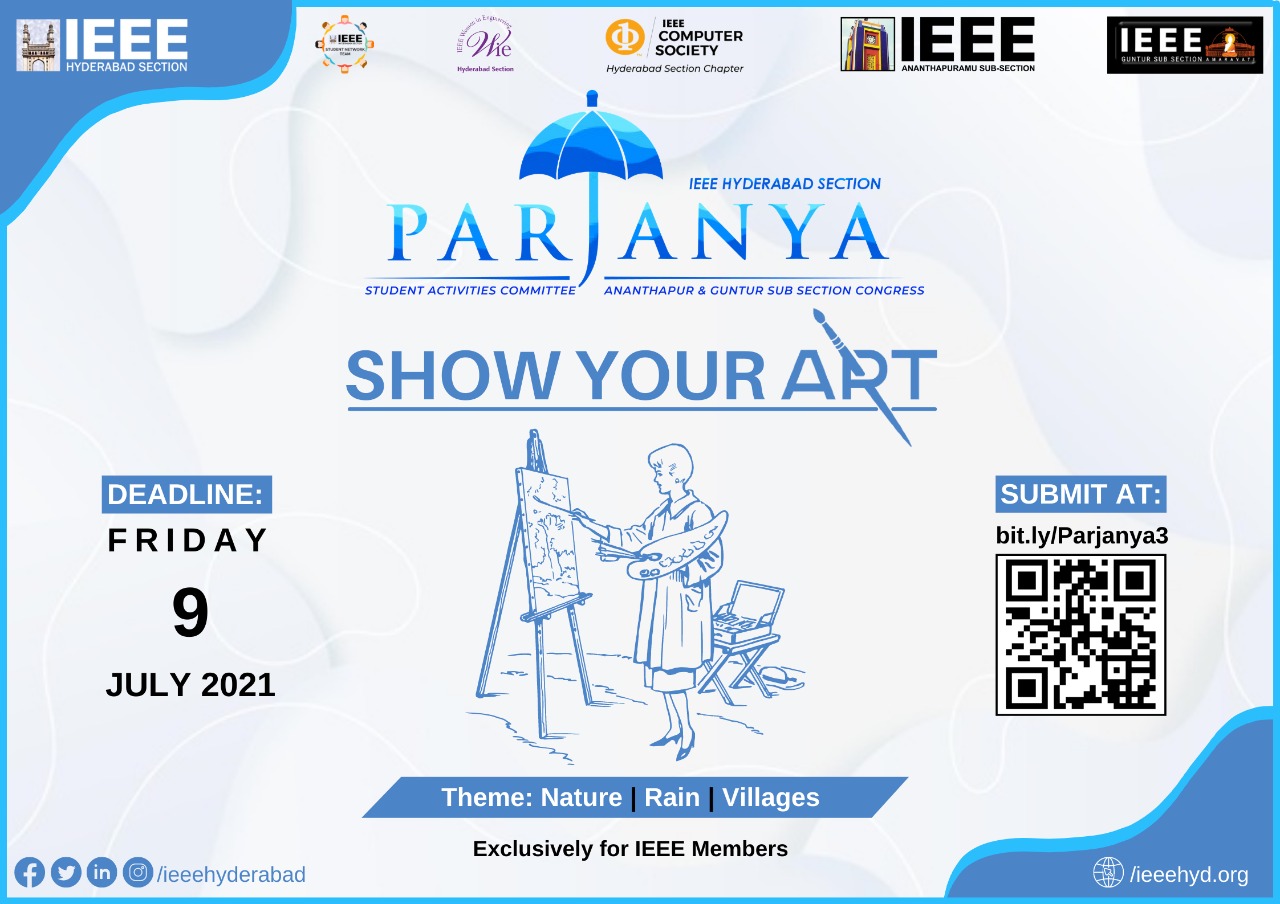 IEEE
HYDERABAD SECTION
IEEE
STUDENT NETWORK
TEAM
IEEE Women in Engineering
Wie
Hyderabad Section
IEEE
COMPUTER
SOCIETY
Hyderabad Section Chapter
IEEE
ANANTHAPURAMU SUB-SECTION
IEEE
GUNTUR SUB SECTION AMARAVATI
IEEE HYDERABAD SECTION
PARJANYA
STUDENT ACTIVITIES COMMITTEE ANANTHAPUR & GUNTUR SUB SECTION CONGRESS
SHOW YOUR ART
DEADLINE:
FRIDAY
9
JULY 2021
SUBMIT AT:
bit.ly/Parjanya3
Theme: Nature | Rain | Villages
Exclusively for IEEE Members
/ieeehyderabad
/ieeehyd.org